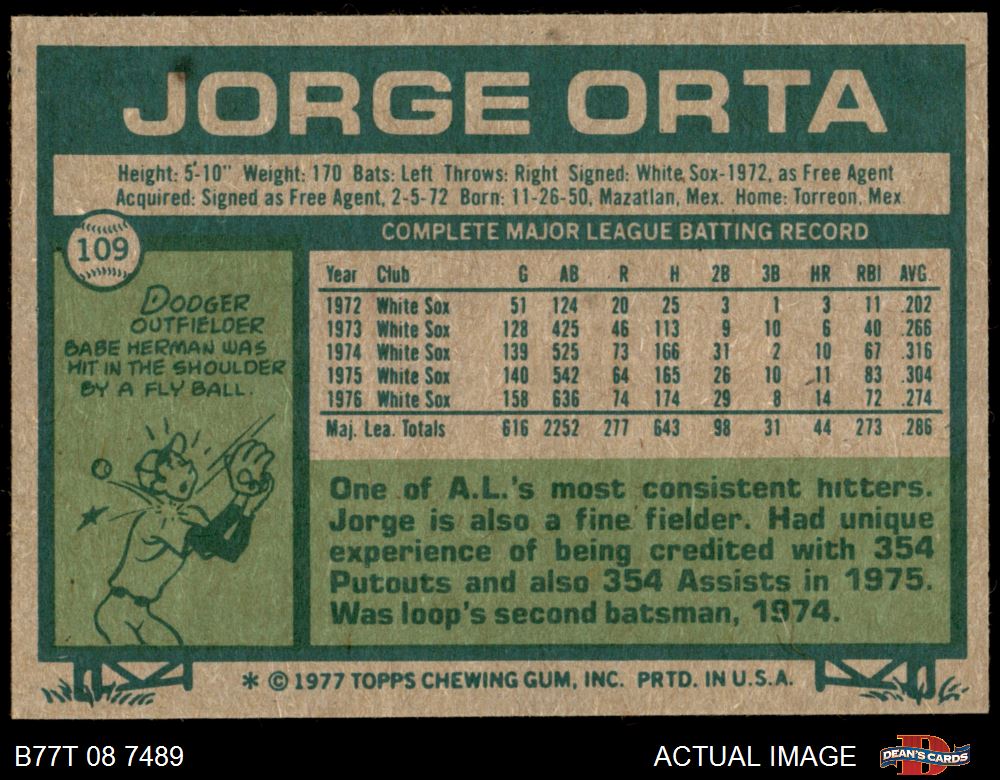 JORGE ORTA
Height: 5'-10" Weight: 170 Bats: Left Throws: Right Signed: White Sox-1972, as Free Agent
Acquired: Signed as Free Agent, 2-5-72 Born: 11-26-50, Mazatlan, Mex. Home: Torreon, Mex.
109
DODGER
OUTFIELDER
BABE HERMAN WAS
HIT IN THE SHOULDER
BY A FLY BALL.
COMPLETE MAJOR LEAGUE BATTING RECORD
Year Club G AB R H 2B 3B HR RBI AVG.
1972 White Sox 51 124 20 25 3 1 3 11 .202
1973 White Sox 128 425 46 113 9 10 6 40 .266
1974 White Sox 139 525 73 166 31 2 10 67 .316
1975 White Sox 140 542 64 165 26 10 11 83 .304
1976 White Sox 158 636 74 174 29 8 14 72 .274
Maj. Lea. Totals 616 2252 277 643 98 31 44 273 .286
One of A.L.'s most consistent hitters.
Jorge is also a fine fielder. Had unique
experience of being credited with 354
Putouts and also 354 Assists in 1975.
Was loop's second batsman, 1974.
* © 1977 TOPPS CHEWING GUM, INC. PRTD. IN U.S.A.
B77T 08 7489 ACTUAL IMAGE
DEAN'S CARDS